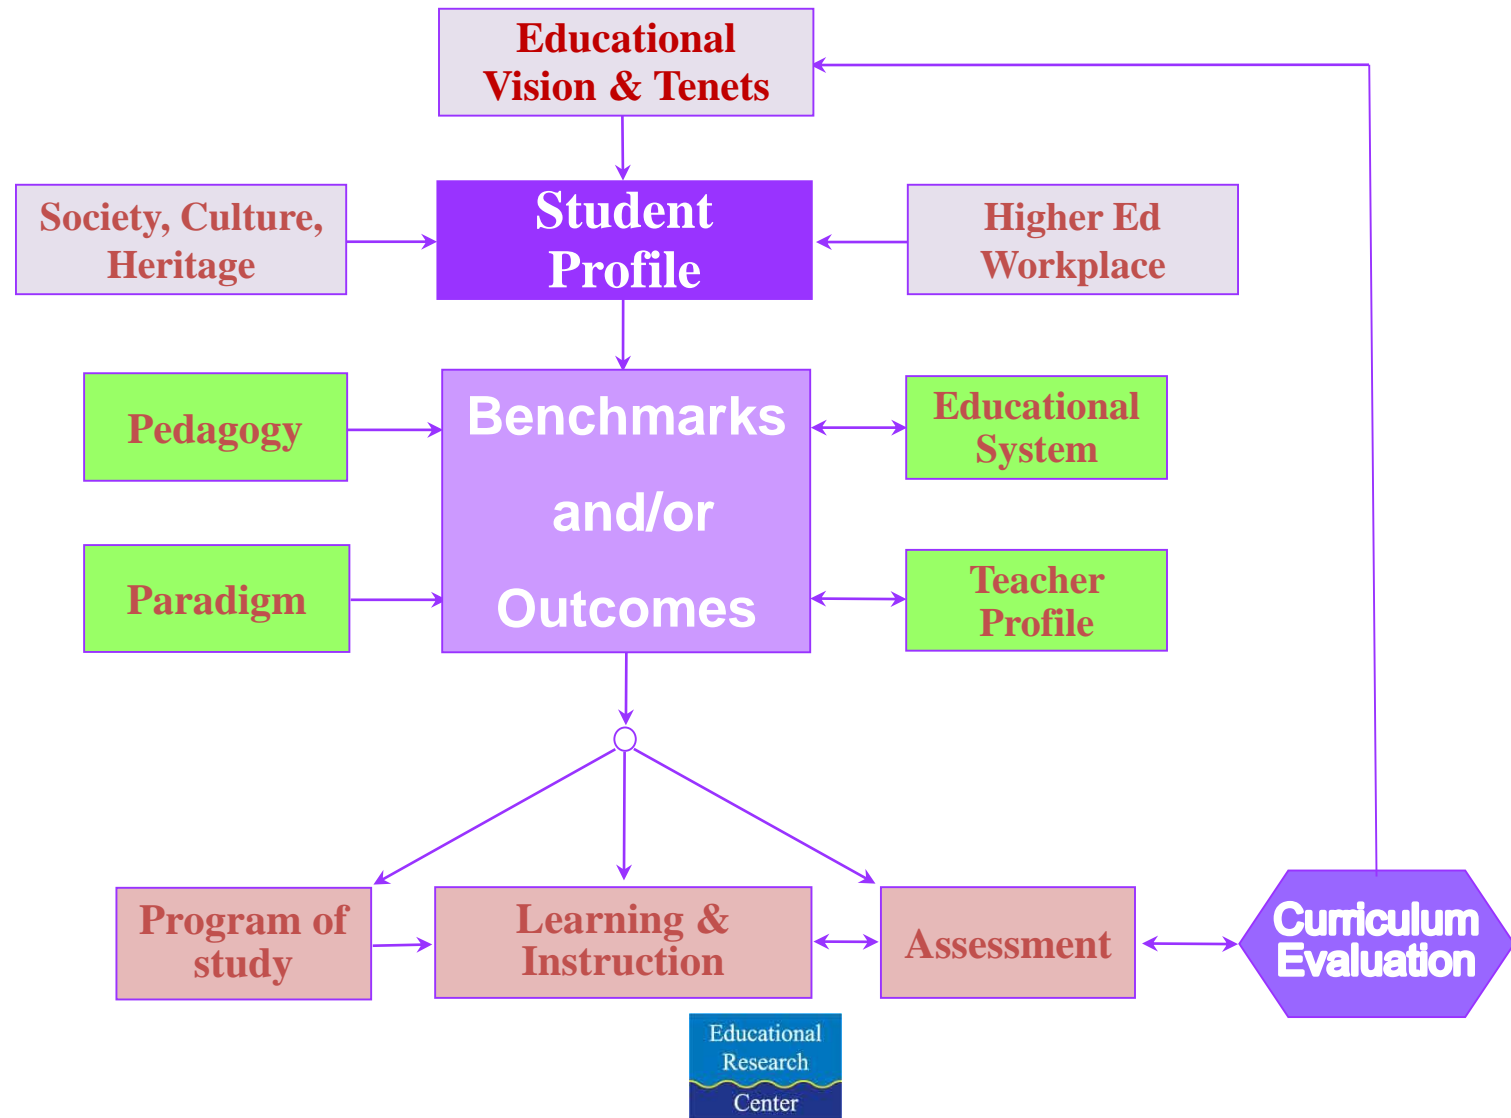 Educational
Vision & Tenets
Society, Culture,
Heritage
Student
Profile
Higher Ed
Workplace
Pedagogy
Benchmarks
and/or
Outcomes
Educational
System
Paradigm
Teacher
Profile
Program of
study
Learning &
Instruction
Assessment
Curriculum
Evaluation
Educational
Research
Center